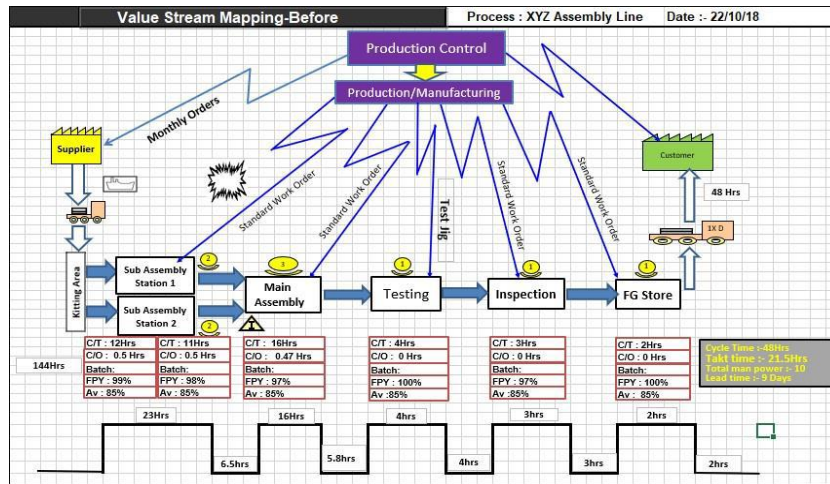 Value Stream Mapping-Before
Process : XYZ Assembly Line
Date :- 22/10/18
Production Control
Production/Manufacturing
Monthly Orders
Supplier
Customer
48 Hrs
1X D
Standard Work Order
Standard Work Order
Test Jig
Standard Work Order
Standard Work Order
Kitting Area
Sub Assembly
Station 1
2
Sub Assembly
Station 2
2
3
Main
Assembly
I
1
Testing
1
Inspection
1
FG Store
144Hrs
C/T : 12Hrs
C/O : 0.5 Hrs
Batch:
FPY : 99%
Av : 85%
C/T : 11Hrs
C/O : 0.5Hrs
Batch:
FPY : 98%
Av : 85%
C/T : 16Hrs
C/O : 0.47 Hrs
Batch:
FPY : 97%
Av : 85%
C/T : 4Hrs
C/O : 0 Hrs
Batch:
FPY : 100%
Av :85%
C/T : 3Hrs
C/O : 0 Hrs
Batch:
FPY : 97%
Av :85%
C/T : 2Hrs
C/O : 0 Hrs
Batch:
FPY : 100%
Av : 85%
Cycle Time :-48Hrs
Takt time :- 21.5Hrs
Total man power :- 10
Lead time :- 9 Days
23Hrs
16Hrs
4hrs
3hrs
2hrs
6.5hrs
5.8hrs
4hrs
3hrs
2hrs